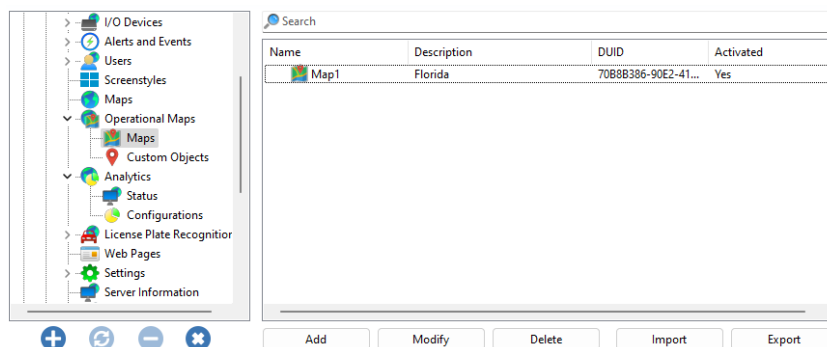 I/O Devices
Alerts and Events
Users
Screenstyles
Maps
Operational Maps
Maps
Custom Objects
Analytics
Status
Configurations
License Plate Recognition
Web Pages
Settings
Server Information
Search
Name Description DUID Activated
Map1 Florida 70B8B386-90E2-41... Yes
Add Modify Delete Import Export